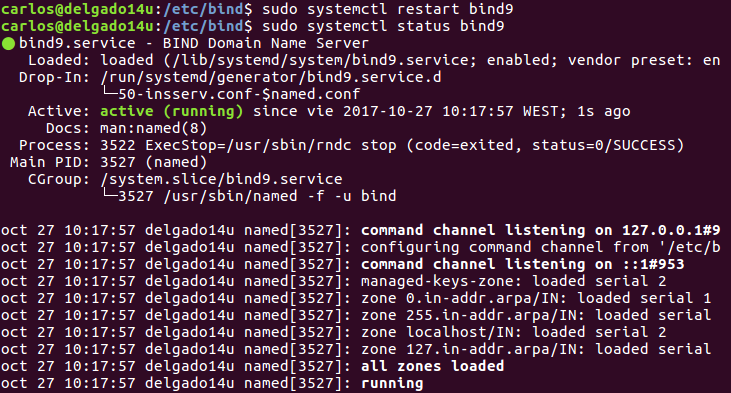 carlos@delgado14u:/etc/bind$ sudo systemctl restart bind9
carlos@delgado14u:/etc/bind$ sudo systemctl status bind9
● bind9.service - BIND Domain Name Server
   Loaded: loaded (/lib/systemd/system/bind9.service; enabled; vendor preset: en
  Drop-In: /run/systemd/generator/bind9.service.d
           └─50-insserv.conf-$named.conf
   Active: active (running) since vie 2017-10-27 10:17:57 WEST; 1s ago
     Docs: man:named(8)
  Process: 3522 ExecStop=/usr/sbin/rndc stop (code=exited, status=0/SUCCESS)
 Main PID: 3527 (named)
   CGroup: /system.slice/bind9.service
           └─3527 /usr/sbin/named -f -u bind

oct 27 10:17:57 delgado14u named[3527]: command channel listening on 127.0.0.1#9
oct 27 10:17:57 delgado14u named[3527]: configuring command channel from '/etc/b
oct 27 10:17:57 delgado14u named[3527]: command channel listening on ::1#953
oct 27 10:17:57 delgado14u named[3527]: managed-keys-zone: loaded serial 2
oct 27 10:17:57 delgado14u named[3527]: zone 0.in-addr.arpa/IN: loaded serial 1
oct 27 10:17:57 delgado14u named[3527]: zone 255.in-addr.arpa/IN: loaded serial
oct 27 10:17:57 delgado14u named[3527]: zone localhost/IN: loaded serial 2
oct 27 10:17:57 delgado14u named[3527]: zone 127.in-addr.arpa/IN: loaded serial
oct 27 10:17:57 delgado14u named[3527]: all zones loaded
oct 27 10:17:57 delgado14u named[3527]: running